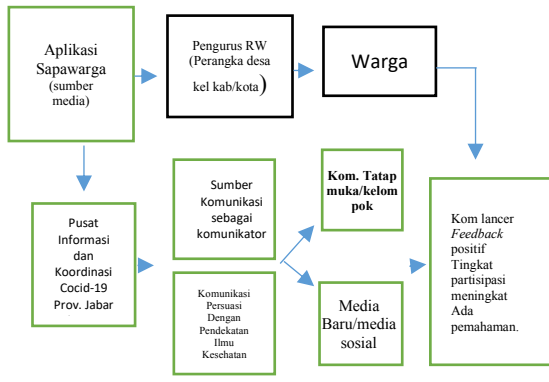 Aplikasi
Sapawarga
(sumber
media)
Pengurus RW
(Perangka desa
kel kab/kota)
Warga
Pusat
Informasi
dan
Koordinasi
Cocid-19
Prov. Jabar
Sumber
Komunikasi
sebagai
komunikator
Komunikasi
Persuasi
Dengan
Pendekatan
Ilmu
Kesehatan
Kom. Tatap
muka/kelom
pok
Media
Baru/media
sosial
Kom lancer
Feedback
positif
Tingkat
partisipasi
meningkat
Ada
pemahaman.